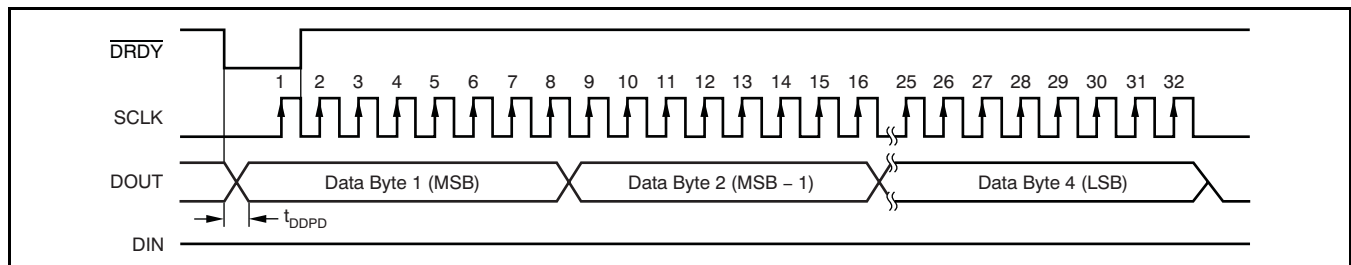 DRDY
1 2 3 4 5 6 7 8 9 10 11 12 13 14 15 16 25 26 27 28 29 30 31 32
SCLK
DOUT Data Byte 1 (MSB) Data Byte 2 (MSB − 1) Data Byte 4 (LSB)
tDDPD
DIN